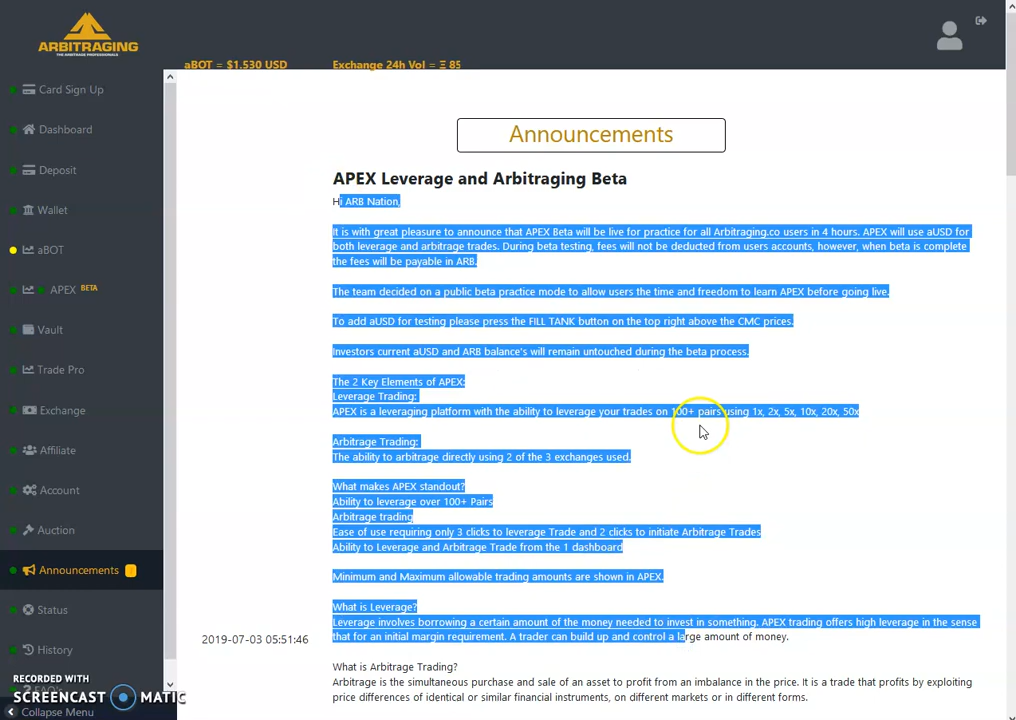 ARBITRAGING
THE ARBITRAGE PROFESSIONALS
aBOT = $1.530 USD
Exchange 24h Vol = Ξ 85
Card Sign Up
Dashboard
Deposit
Wallet
aBOT
APEX BETA
Vault
Trade Pro
Exchange
Affiliate
Account
Auction
Announcements
Status
History
Collapse Menu
RECORDED WITH
SCREENCAST MATIC
Announcements
APEX Leverage and Arbitraging Beta
Hi ARB Nation,
It is with great pleasure to announce that APEX Beta will be live for practice for all Arbitraging.co users in 4 hours. APEX will use aUSD for
both leverage and arbitrage trades. During beta testing, fees will not be deducted from users accounts, however, when beta is complete
the fees will be payable in ARB.
The team decided on a public beta practice mode to allow users the time and freedom to learn APEX before going live.
To add aUSD for testing please press the FILL TANK button on the top right above the CMC prices.
Investors current aUSD and ARB balance's will remain untouched during the beta process.
The 2 Key Elements of APEX:
Leverage Trading:
APEX is a leveraging platform with the ability to leverage your trades on 100+ pairs using 1x, 2x, 5x, 10x, 20x, 50x
Arbitrage Trading:
The ability to arbitrage directly using 2 of the 3 exchanges used.
What makes APEX standout?
Ability to leverage over 100+ Pairs
Arbitrage trading
Ease of use requiring only 3 clicks to leverage Trade and 2 clicks to initiate Arbitrage Trades
Ability to Leverage and Arbitrage Trade from the 1 dashboard
Minimum and Maximum allowable trading amounts are shown in APEX.
What is Leverage?
Leverage involves borrowing a certain amount of the money needed to invest in something. APEX trading offers high leverage in the sense
2019-07-03 05:51:46
that for an initial margin requirement. A trader can build up and control a large amount of money.
What is Arbitrage Trading?
Arbitrage is the simultaneous purchase and sale of an asset to profit from an imbalance in the price. It is a trade that profits by exploiting
price differences of identical or similar financial instruments, on different markets or in different forms.